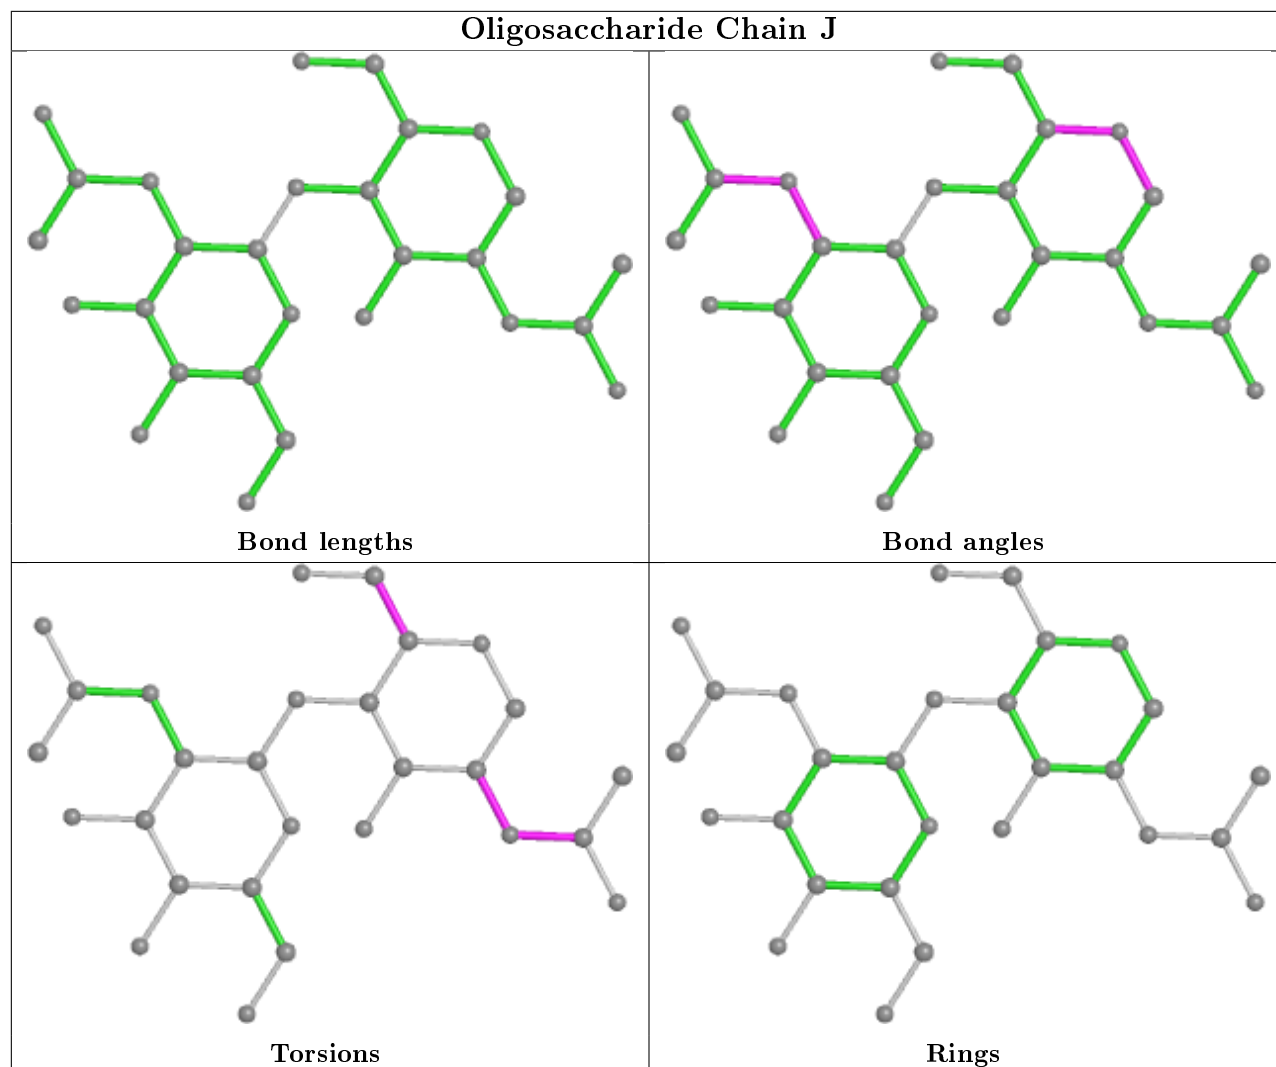 Oligosaccharide Chain J
Bond lengths
Bond angles
Torsions
Rings